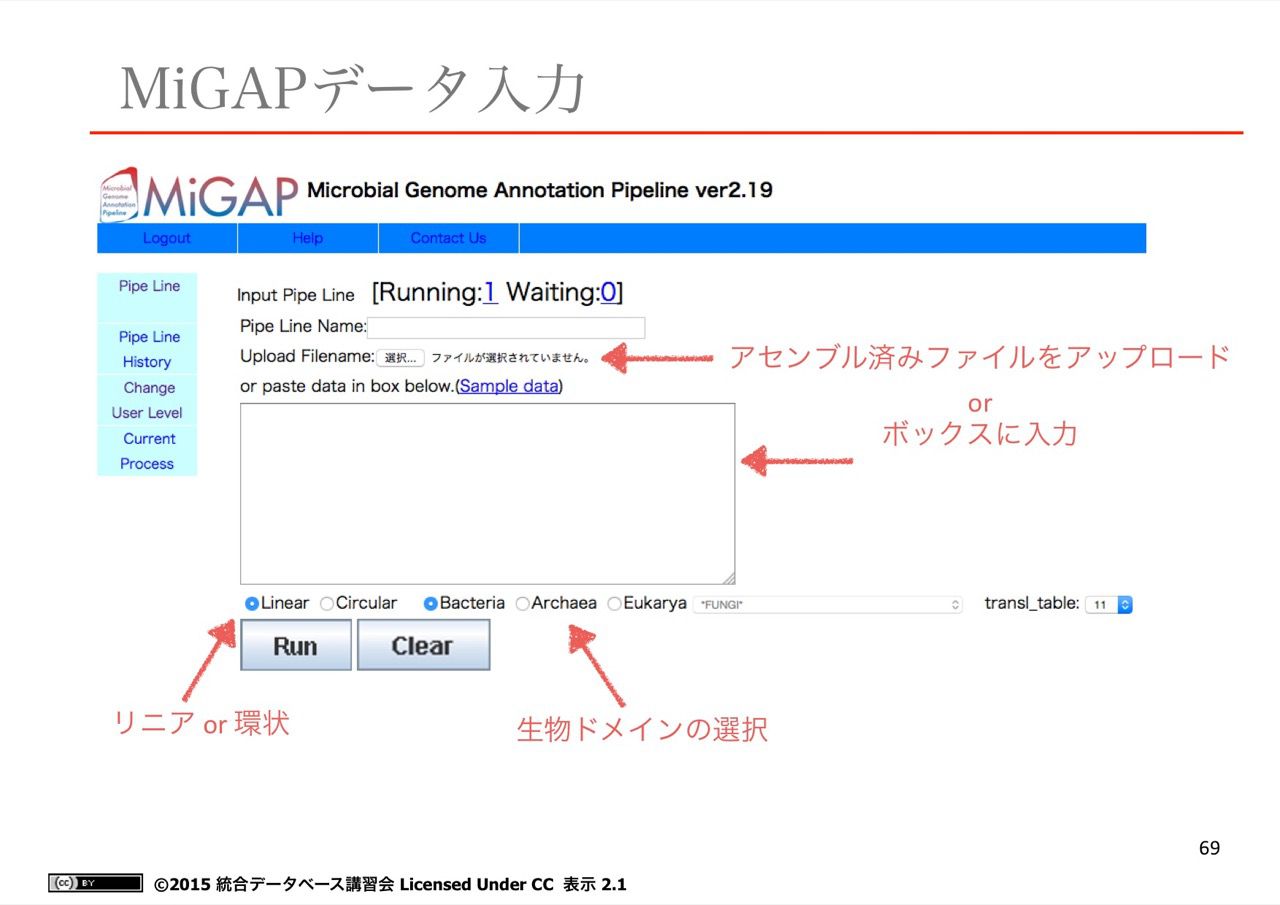 MiGAPデータ入力
Microbial
Genome
Annotation
Pipeline
MiGAP Microbial Genome Annotation Pipeline ver2.19
Logout Help Contact Us
Pipe Line
Pipe Line
History
Change
User Level
Current
Process
Input Pipe Line [Running:1 Waiting:0]
Pipe Line Name:
Upload Filename: 選択... ファイルが選択されていません。
or paste data in box below.(Sample data)
アセンブル済みファイルをアップロード
or
ボックスに入力
Linear Circular Bacteria Archaea Eukarya *FUNGI* transl_table: 11
Run Clear
リニア or 環状
生物ドメインの選択
69
cc BY ©2015 統合データベース講習会 Licensed Under CC 表示 2.1